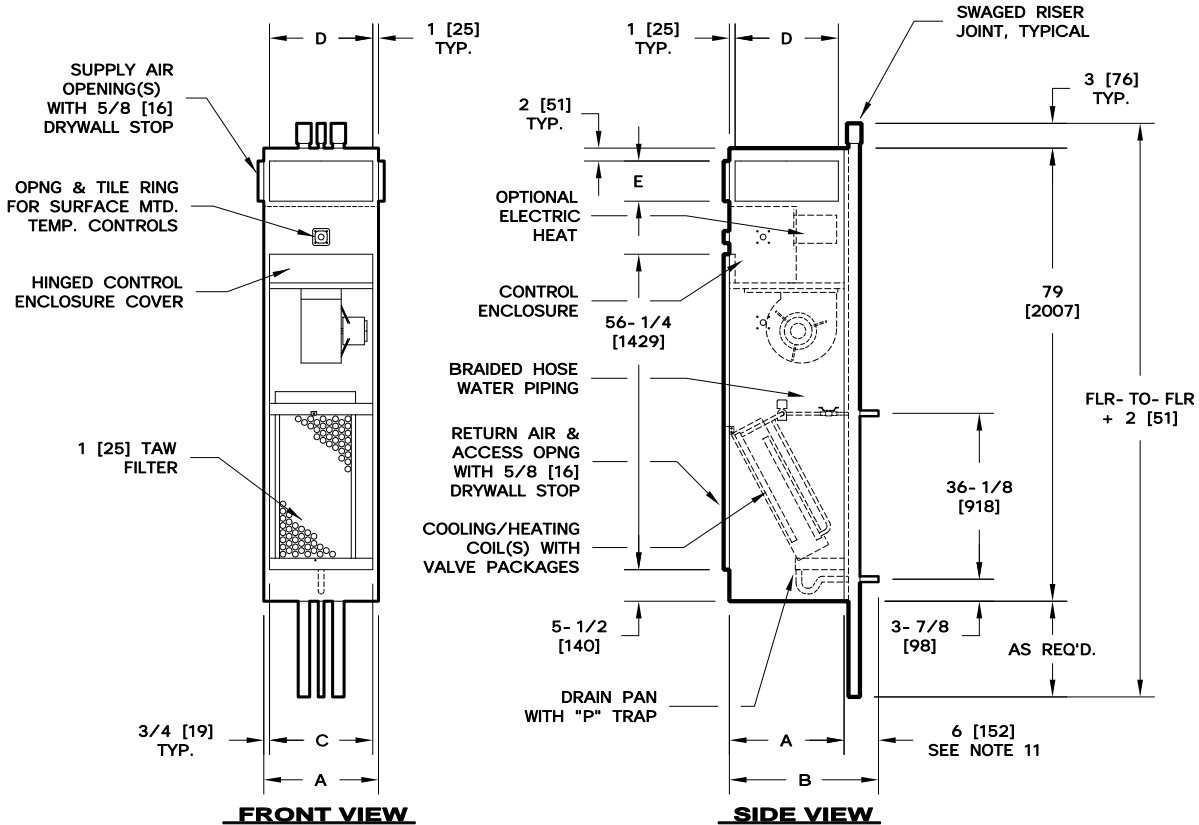 D
1 [25]
TYP.
SUPPLY AIR
OPENING(S)
WITH 5/8 [16]
DRYWALL STOP
OPNG & TILE RING
FOR SURFACE MTD.
TEMP. CONTROLS
HINGED CONTROL
ENCLOSURE COVER
1 [25] TAW
FILTER
3/4 [19]
TYP.
C
A
FRONT VIEW
1 [25]
TYP.
D
SWAGED RISER
JOINT, TYPICAL
2 [51]
TYP.
3 [76]
TYP.
E
OPTIONAL
ELECTRIC
HEAT
CONTROL
ENCLOSURE
56- 1/4
[1429]
79
[2007]
BRAIDED HOSE
WATER PIPING
FLR- TO- FLR
+ 2 [51]
RETURN AIR &
ACCESS OPNG
WITH 5/8 [16]
DRYWALL STOP
36- 1/8
[918]
COOLING/HEATING
COIL(S) WITH
VALVE PACKAGES
5- 1/2
[140]
3- 7/8
[98]
AS REQ'D.
DRAIN PAN
WITH "P" TRAP
A
6 [152]
SEE NOTE 11
B
SIDE VIEW